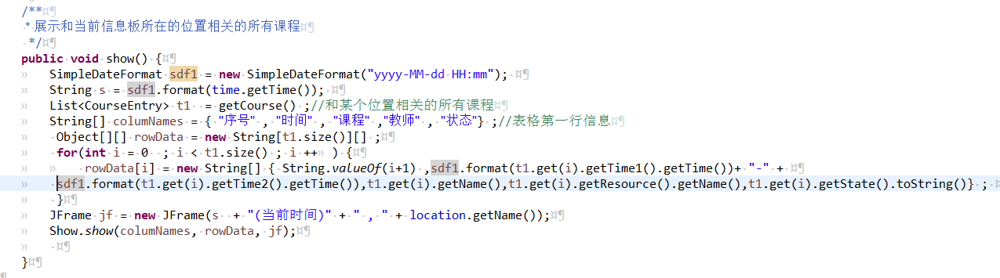 /**
 * 展示和当前信息板所在的位置相关的所有课程
 */
public void show() {
    SimpleDateFormat sdf1 = new SimpleDateFormat("yyyy-MM-dd HH:mm");
    String s = sdf1.format(time.getTime());
    List<CourseEntry> t1  = getCourse() ;//和某个位置相关的所有课程
    String[] columNames = { "序号" , "时间" , "课程" ,"教师" , "状态"} ;//表格第一行信息
     Object[][] rowData = new String[t1.size()][] ;
     for(int i = 0  ; i < t1.size() ; i ++  ) {
         rowData[i] = new String[] { String.valueOf(i+1) ,sdf1.format(t1.get(i).getTime1().getTime())+ "-" +
     sdf1.format(t1.get(i).getTime2().getTime()),t1.get(i).getName(),t1.get(i).getResource().getName(),t1.get(i).getState().toString()} ;
     }
    JFrame jf = new JFrame(s  + "(当前时间)" + " , " + location.getName());
    Show.show(columNames, rowData, jf);
}